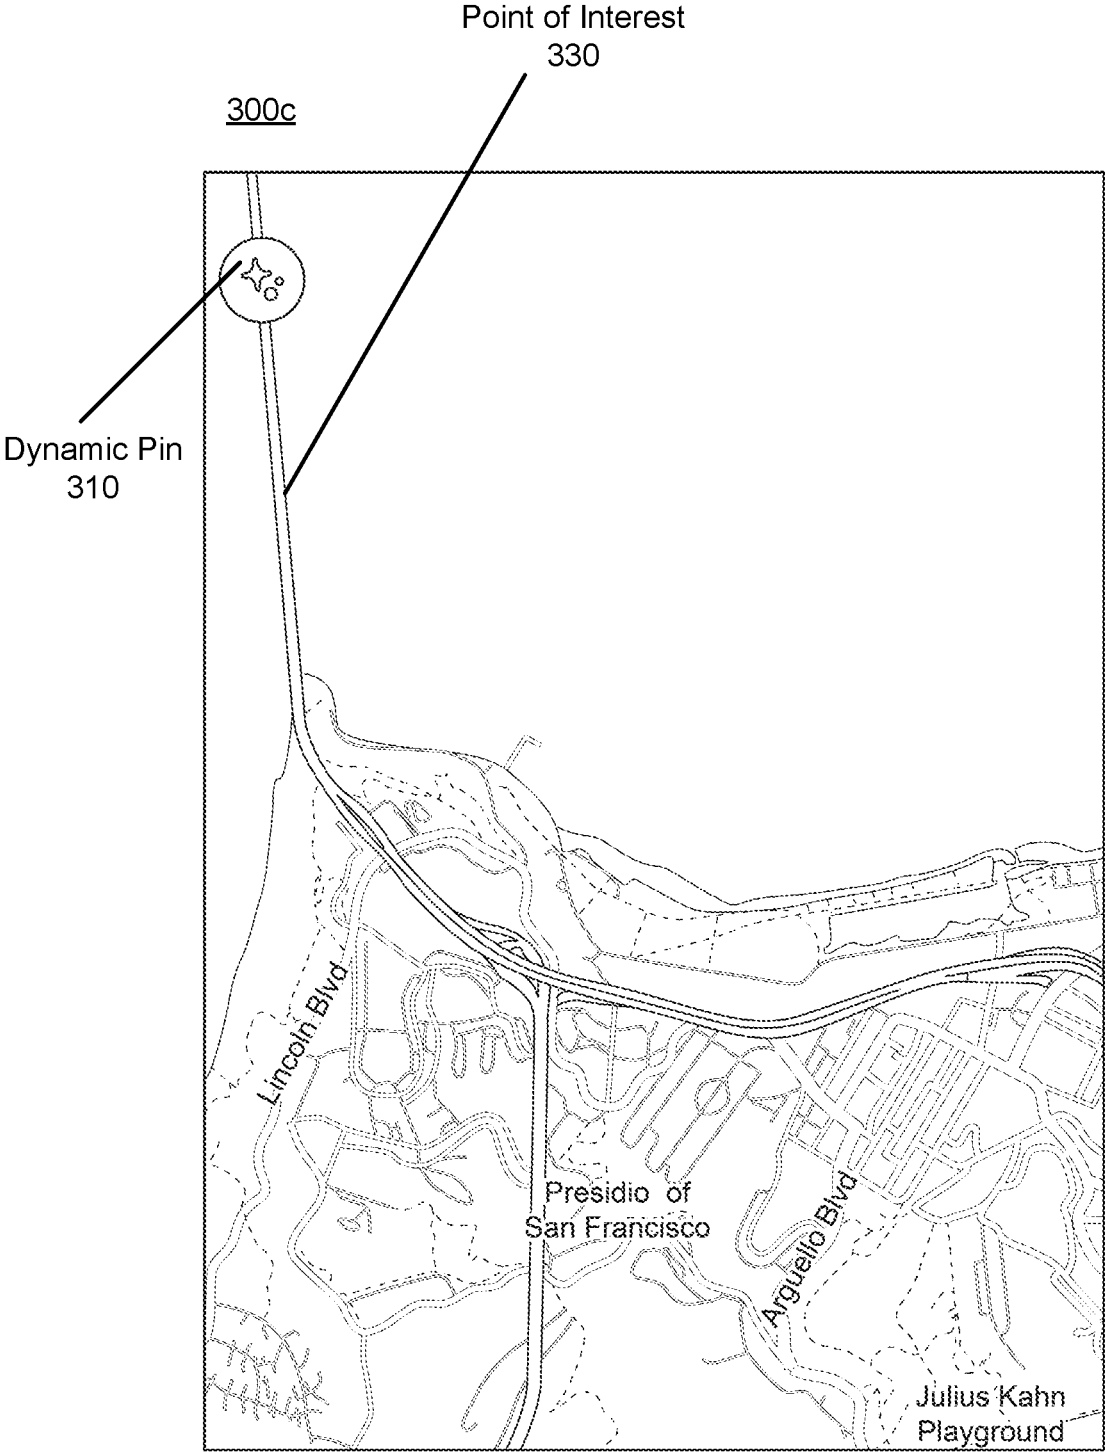 Point of Interest
330
300c
Dynamic Pin
310
Lincoln Blvd
Presidio of
San Francisco
Arguello Blvd
Julius Kahn
Playground